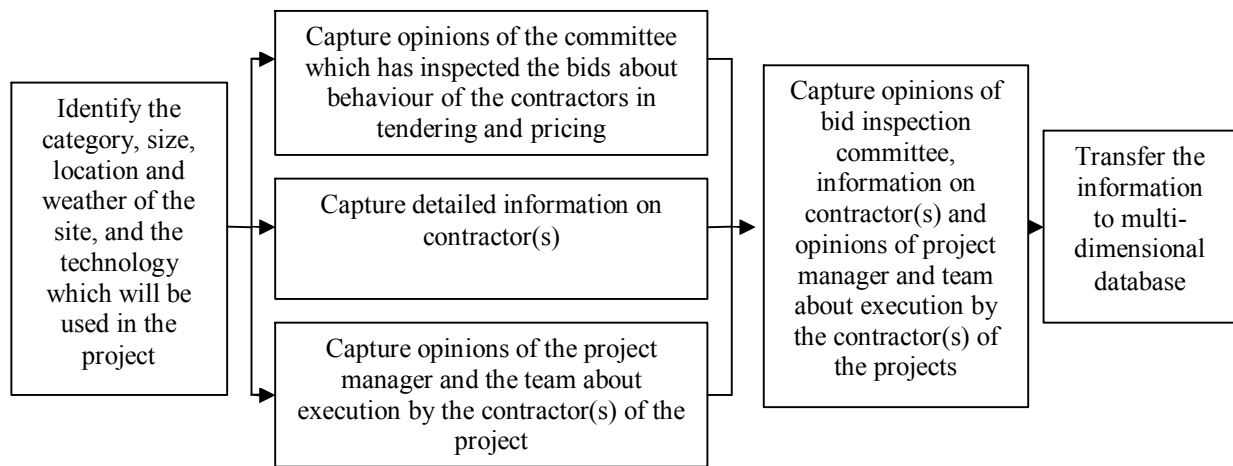 Identify the
category, size,
location and
weather of the
site, and the
technology
which will be
used in the
project
Capture opinions of the committee
which has inspected the bids about
behaviour of the contractors in
tendering and pricing
Capture detailed information on
contractor(s)
Capture opinions of the project
manager and the team about
execution by the contractor(s) of the
project
Capture opinions of
bid inspection
committee,
information on
contractor(s) and
opinions of project
manager and team
about execution by
the contractor(s) of
the projects
Transfer the
information
to multi-
dimensional
database